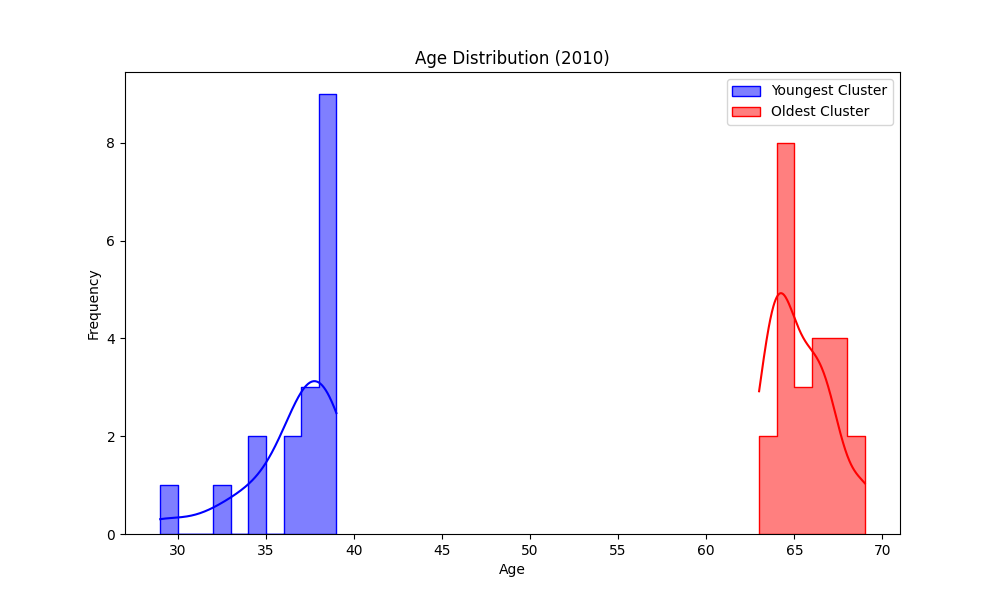 Age Distribution (2010)
Youngest Cluster
Oldest Cluster
8
6
4
2
0
Frequency
30 35 40 45 50 55 60 65 70
Age